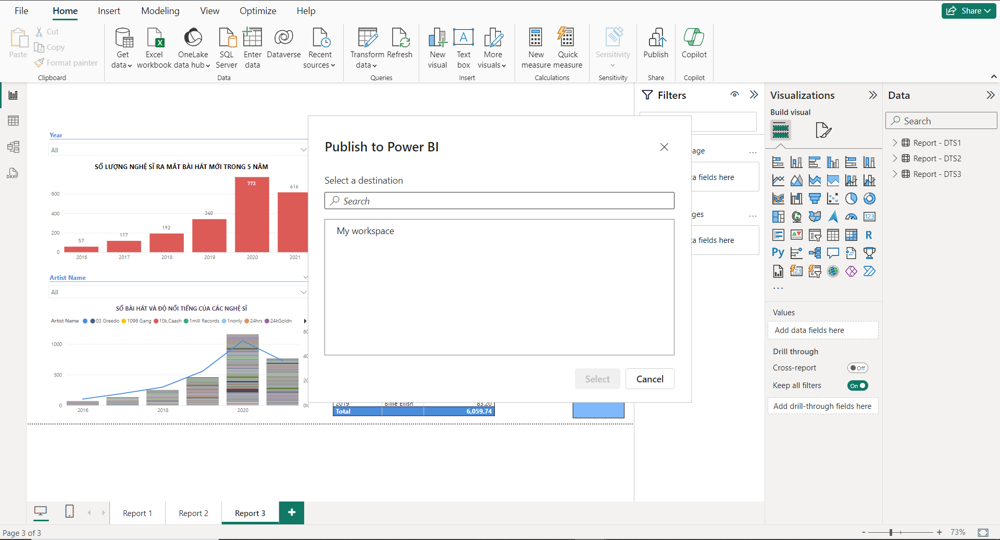 File Home Insert Modeling View Optimize Help
Share
Paste
Cut
Copy
Format painter
Get data
Excel workbook
OneLake data hub
SQL Server
Enter data
Dataverse
Recent sources
Transform data
Refresh
New visual
Text box
More visuals
New measure
Quick measure
Sensitivity
Publish
Copilot
Clipboard
Data
Queries
Insert
Calculations
Sensitivity
Share
Copilot
Year
All
SỐ LƯỢNG NGHỆ SĨ RA MẮT BÀI HÁT MỚI TRONG 5 NĂM
600
400
200
0
57
117
192
340
773
616
2016 2017 2018 2019 2020 2021
Artist Name
All
SỐ BÀI HÁT VÀ ĐỘ NỔI TIẾNG CỦA CÁC NGHỆ SĨ
Artist Name 03 Greedo 1096 Gang 10k.Caash 1mill Records 1nonly 24hrs 24kGoldn
1000
500
0
60
40
20
0K
2016 2018 2020
2019 Billie Eilish 83.20
Total 6,059.74
Publish to Power BI
Select a destination
Search
My workspace
Select
Cancel
Filters
age
...
a fields here
ges
...
a fields here
Visualizations
Build visual
123
R
Py
123
...
Values
Add data fields here
Drill through
Cross-report
Off
Keep all filters
On
Add drill-through fields here
Data
Search
Report - DTS1
Report - DTS2
Report - DTS3
DAX
A
X
Report 1
Report 2
Report 3
+
Page 3 of 3
- + 73%